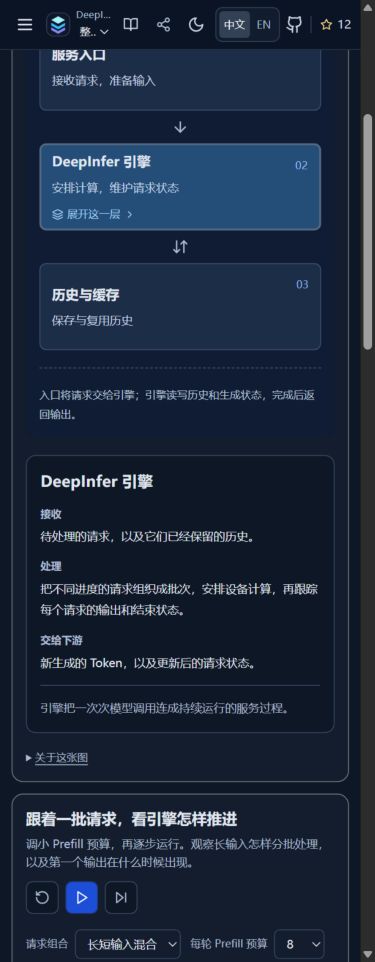 DeepI...
整..
中文
EN
12
服务入口
接收请求，准备输入
DeepInfer 引擎
02
安排计算，维护请求状态
展开这一层
历史与缓存
03
保存与复用历史
入口将请求交给引擎；引擎读写历史和生成状态，完成后返
回输出。
DeepInfer 引擎
接收
待处理的请求，以及它们已经保留的历史。
处理
把不同进度的请求组织成批次，安排设备计算，再跟踪
每个请求的输出和结束状态。
交给下游
新生成的 Token，以及更新后的请求状态。
引擎把一次次模型调用连成持续运行的服务过程。
关于这张图
跟着一批请求，看引擎怎样推进
调小 Prefill 预算，再逐步运行。观察长输入怎样分批处理，
以及第一个输出在什么时候出现。
请求组合
长短输入混合
每轮 Prefill 预算
8